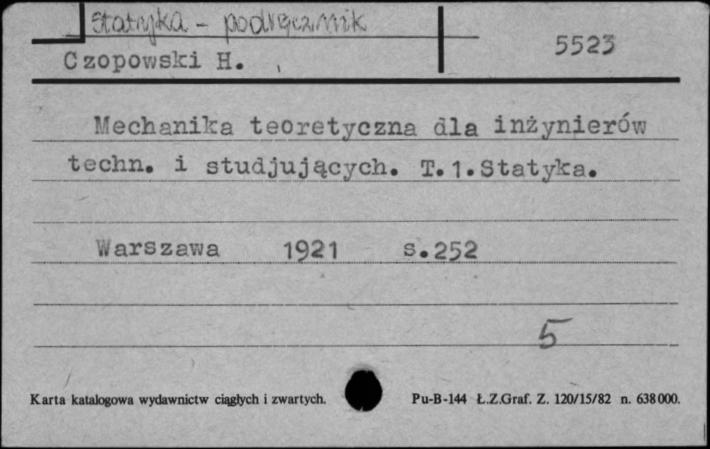 Statyka - podręcznik
5523
Czopowski H.
Mechanika teoretyczna dla inżynierów
techn. i studjujących. T.1.Statyka.
Warszawa 1921 s.252
5
Karta katalogowa wydawnictw ciągłych i zwartych. Pu-B-144 Ł.Z.Graf. Z. 120/15/82 n. 638000.